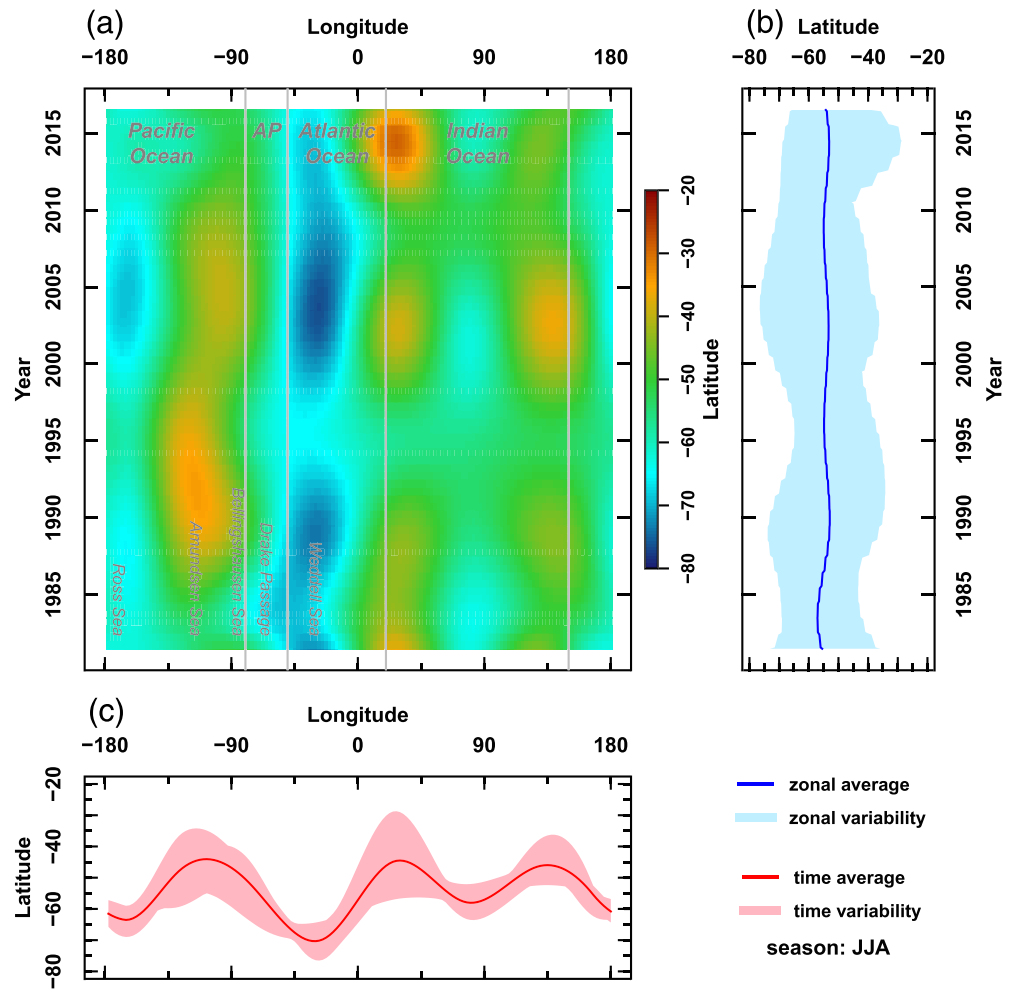 (a)
Longitude
−180 −90 0 90 180
Pacific
Ocean
AP
Atlantic
Ocean
Indian
Ocean
Year
2015
2010
2005
2000
1995
1990
1985
Ross Sea
Amundsen Sea
Bellingshausen Sea
Drake Passage
Weddell Sea
−20
−30
−40
−50
−60
−70
−80
Latitude
(b)
Latitude
−80 −60 −40 −20
2015
2010
2005
2000
1995
1990
1985
Year
(c)
Longitude
−180 −90 0 90 180
Latitude
−20
−40
−60
−80
zonal average
zonal variability
time average
time variability
season: JJA